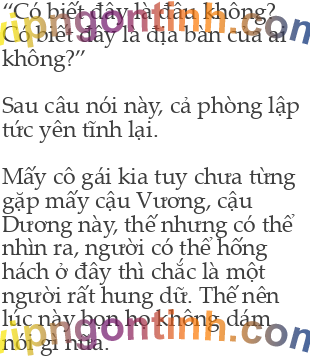 “Có biết đây là đâu không?
Có biết đây là địa bàn của ai
không?”
Sau câu nói này, cả phòng lập
tức yên tĩnh lại.
Mấy cô gái kia tuy chưa từng
gặp mấy cậu Vương, cậu
Dương này, thế nhưng có thể
nhìn ra, người có thể hống
hách ở đây thì chắc là một
người rất hung dữ. Thế nên
lúc này bọn họ không dám
nói gì nữa.
vipngontinh.com
vipngontinh.com